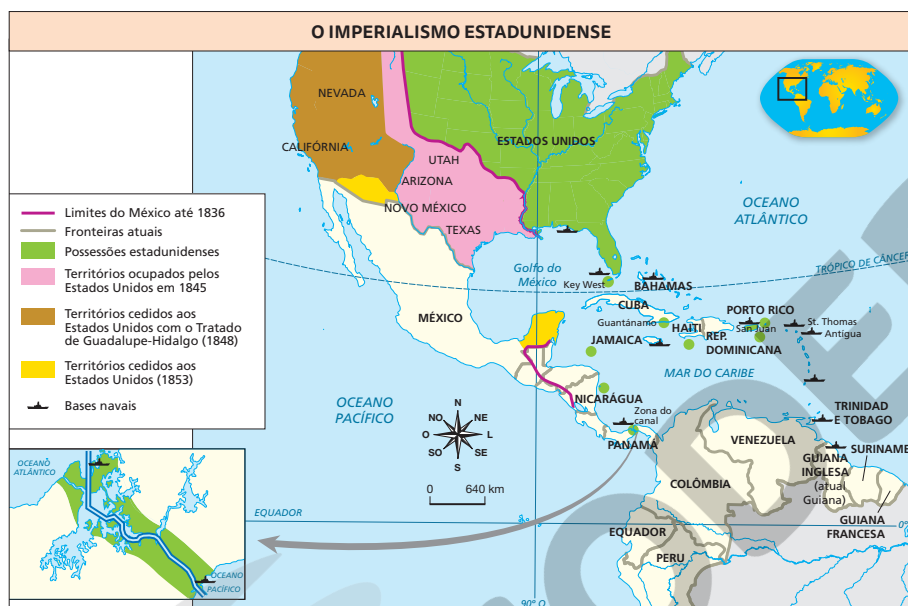 O IMPERIALISMO ESTADUNIDENSE
NEVADA
CALIFÓRNIA
UTAH
ARIZONA
NOVO MÉXICO
TEXAS
ESTADOS UNIDOS
OCEANO
ATLÂNTICO
TRÓPICO DE CÂNCER
Limites do México até 1836
Fronteiras atuais
Possessões estadunidenses
Territórios ocupados pelos
Estados Unidos em 1845
Territórios cedidos aos
Estados Unidos com o Tratado
de Guadalupe-Hidalgo (1848)
Territórios cedidos aos
Estados Unidos (1853)
Bases navais
Golfo do
México
Key West
BAHAMAS
CUBA
Guantánamo
HAITI
JAMAICA
REP.
DOMINICANA
PORTO RICO
San Juan
St. Thomas
Antígua
MÉXICO
MAR DO CARIBE
NICARÁGUA
Zona do
canal
PANAMÁ
OCEANO
PACÍFICO
N
NO
NE
O
L
SO
SE
S
0
640 km
TRINIDAD
E TOBAGO
VENEZUELA
GUIANA
INGLESA
(atual
Guiana)
SURINAME
GUIANA
FRANCESA
COLÔMBIA
EQUADOR
PERU
EQUADOR
0°
90° O
OCEANO
ATLÂNTICO
OCEANO
PACÍFICO